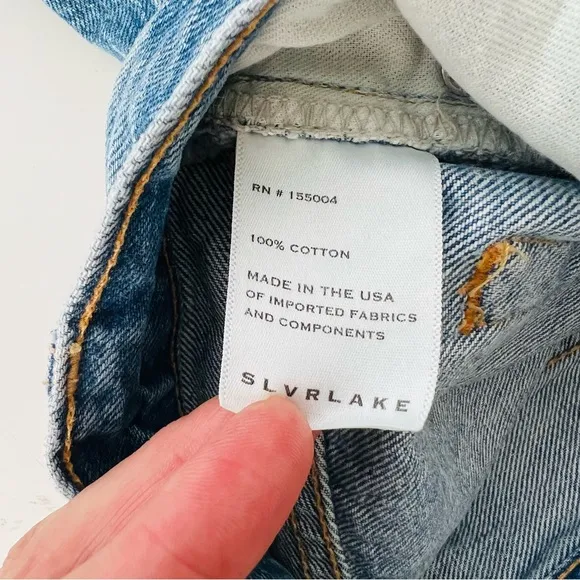 RN # 155004
100% COTTON
MADE IN THE USA
OF IMPORTED FABRICS
AND COMPONENTS
SLVRLAKE